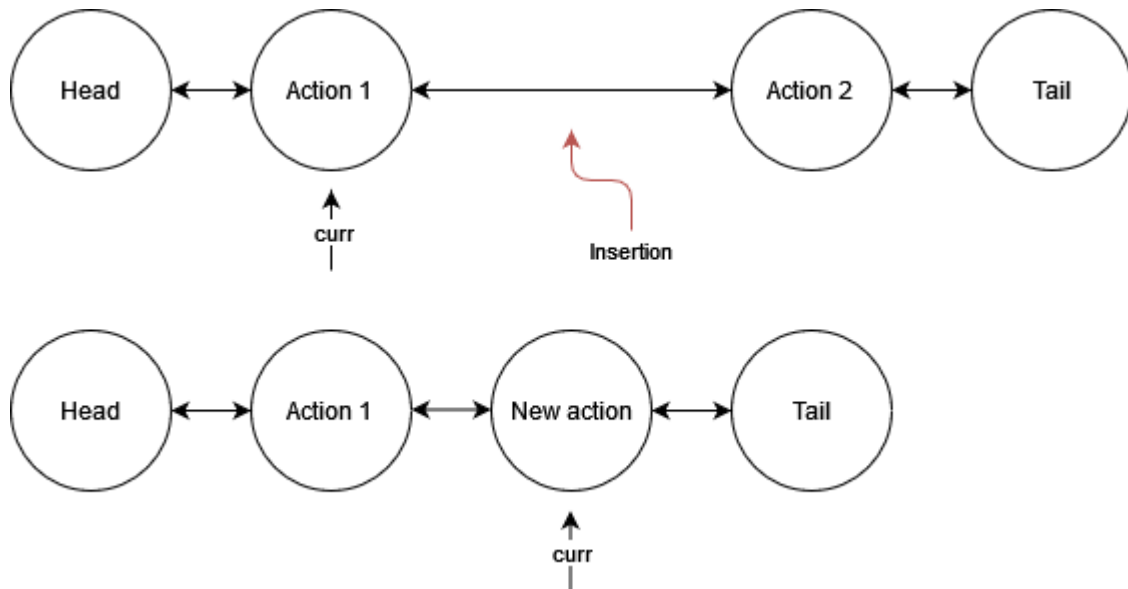 Head
Action 1
Action 2
Tail
curr
Insertion
Head
Action 1
New action
Tail
curr